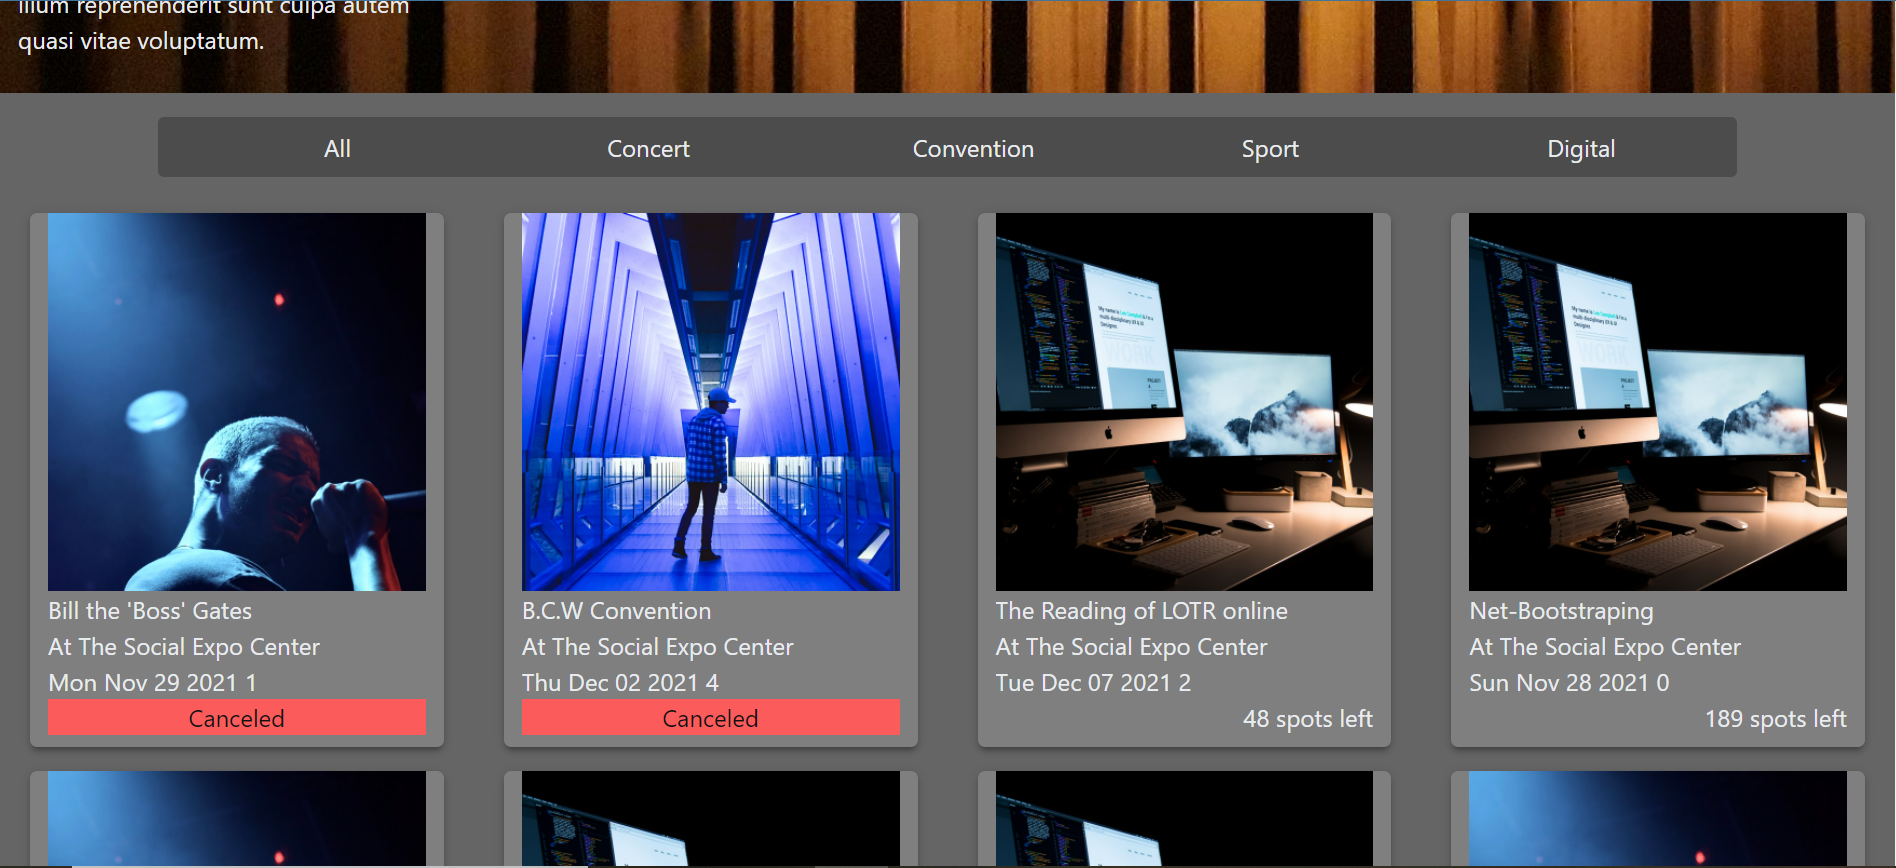 illum reprehenderit sunt culpa autem
quasi vitae voluptatum.
All Concert Convention Sport Digital
Bill the 'Boss' Gates
At The Social Expo Center
Mon Nov 29 2021 1
Canceled
B.C.W Convention
At The Social Expo Center
Thu Dec 02 2021 4
Canceled
The Reading of LOTR online
At The Social Expo Center
Tue Dec 07 2021 2
48 spots left
Net-Bootstraping
At The Social Expo Center
Sun Nov 28 2021 0
189 spots left